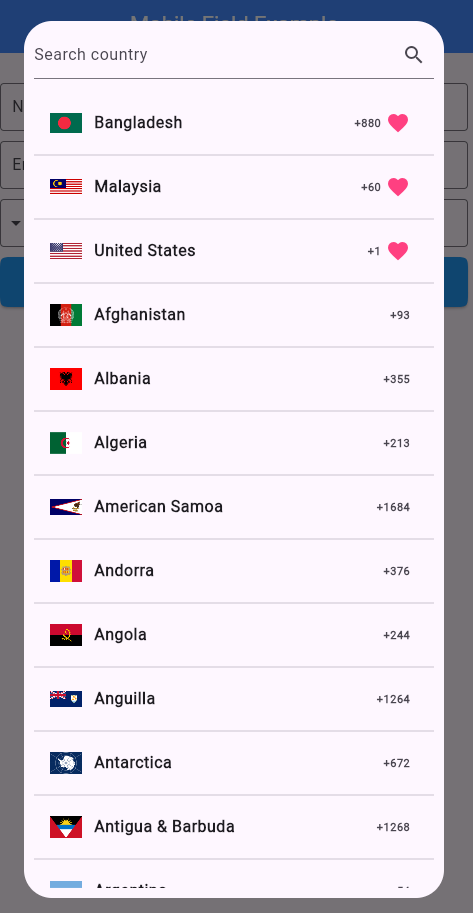 Mobile Field Example
Search country
Bangladesh +880
Malaysia +60
United States +1
Afghanistan +93
Albania +355
Algeria +213
American Samoa +1684
Andorra +376
Angola +244
Anguilla +1264
Antarctica +672
Antigua & Barbuda +1268
Argentina